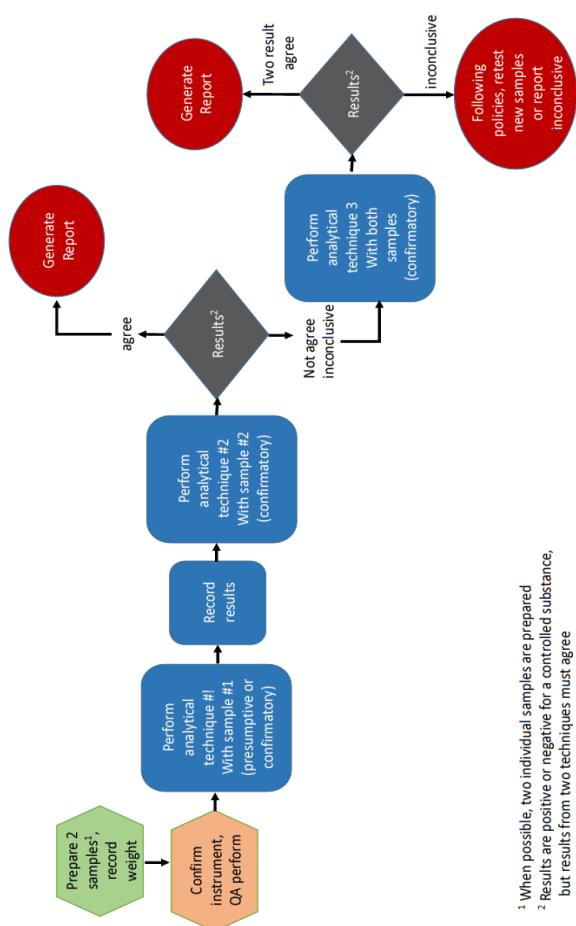 Prepare 2
samples¹,
record
weight
Confirm
instrument,
QA perform
Perform
analytical
technique #!
With sample #1
(presumptive or
confirmatory)
Record
results
Perform
analytical
technique #2
With sample #2
(confirmatory)
Results²
agree
Generate
Report
Not agree
inconclusive
Perform
analytical
technique 3
With both
samples
(confirmatory)
Results²
Two result
agree
Generate
Report
inconclusive
Following
policies, retest
new samples
or report
inconclusive
¹ When possible, two individual samples are prepared
² Results are positive or negative for a controlled substance,
but results from two techniques must agree